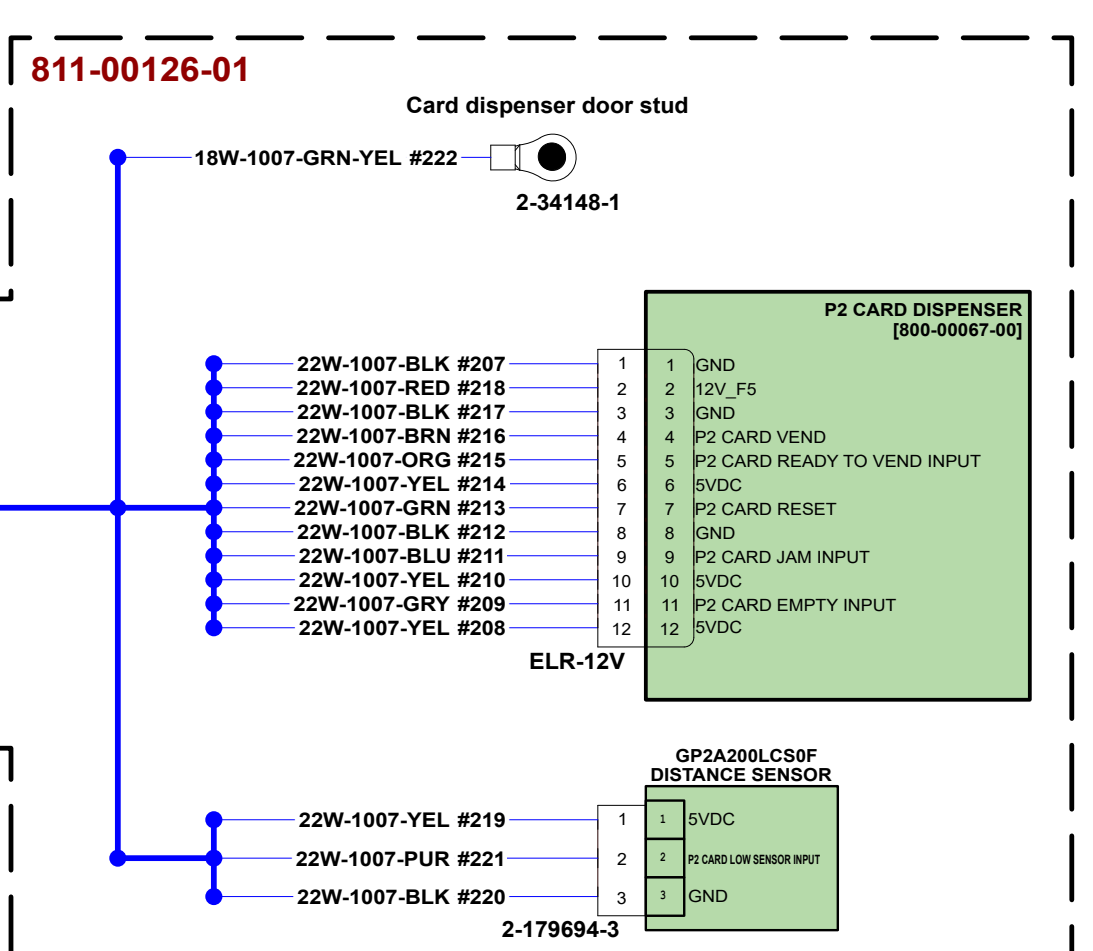 811-00126-01
Card dispenser door stud
18W-1007-GRN-YEL #222
2-34148-1
P2 CARD DISPENSER
[800-00067-00]
22W-1007-BLK #207 1 1 GND
22W-1007-RED #218 2 2 12V_F5
22W-1007-BLK #217 3 3 GND
22W-1007-BRN #216 4 4 P2 CARD VEND
22W-1007-ORG #215 5 5 P2 CARD READY TO VEND INPUT
22W-1007-YEL #214 6 6 5VDC
22W-1007-GRN #213 7 7 P2 CARD RESET
22W-1007-BLK #212 8 8 GND
22W-1007-BLU #211 9 9 P2 CARD JAM INPUT
22W-1007-YEL #210 10 10 5VDC
22W-1007-GRY #209 11 11 P2 CARD EMPTY INPUT
22W-1007-YEL #208 12 12 5VDC
ELR-12V
GP2A200LCS0F
DISTANCE SENSOR
22W-1007-YEL #219 1 1 5VDC
22W-1007-PUR #221 2 2 P2 CARD LOW SENSOR INPUT
22W-1007-BLK #220 3 3 GND
2-179694-3